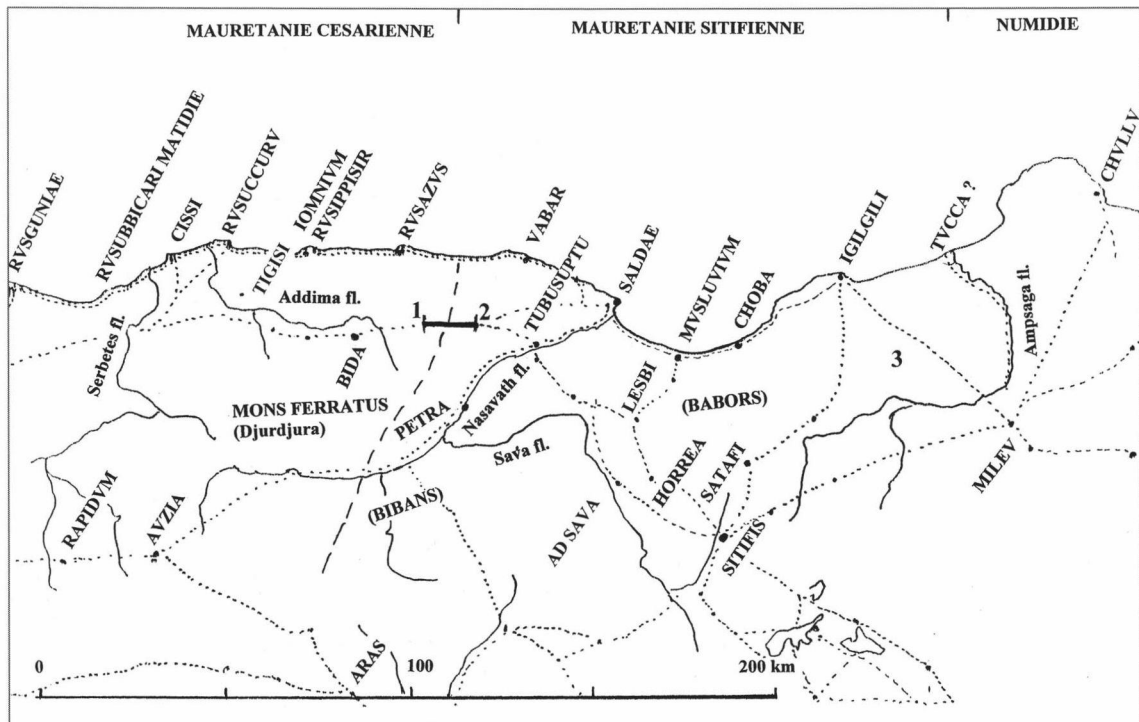 MAURETANIE CESARIENNE
MAURETANIE SITIFIENNE
NUMIDIE
RVSGUNIAE
RVSUBBICARI MATIDIE
CISSI
RVSUCCURV
TIGISI
IOMNIVM
RVSIPPISIR
RVSAZVS
VABAR
TUBUSUPTU
SALDAE
MVSLUVIVM
CHOBA
IGILGILI
TVCCA ?
CHVLLV
Addima fl.
Serbetes fl.
BIDA
1
2
3
LESBI
(BABORS)
Ampsaga fl.
MONS FERRATUS
(Djurdjura)
PETRA
Nasavath fl.
Sava fl.
HORREA
SATAFI
MILEV
RAPIDVM
AVZIA
(BIBANS)
AD SAVA
SITIFIS
ARAS
0
100
200 km